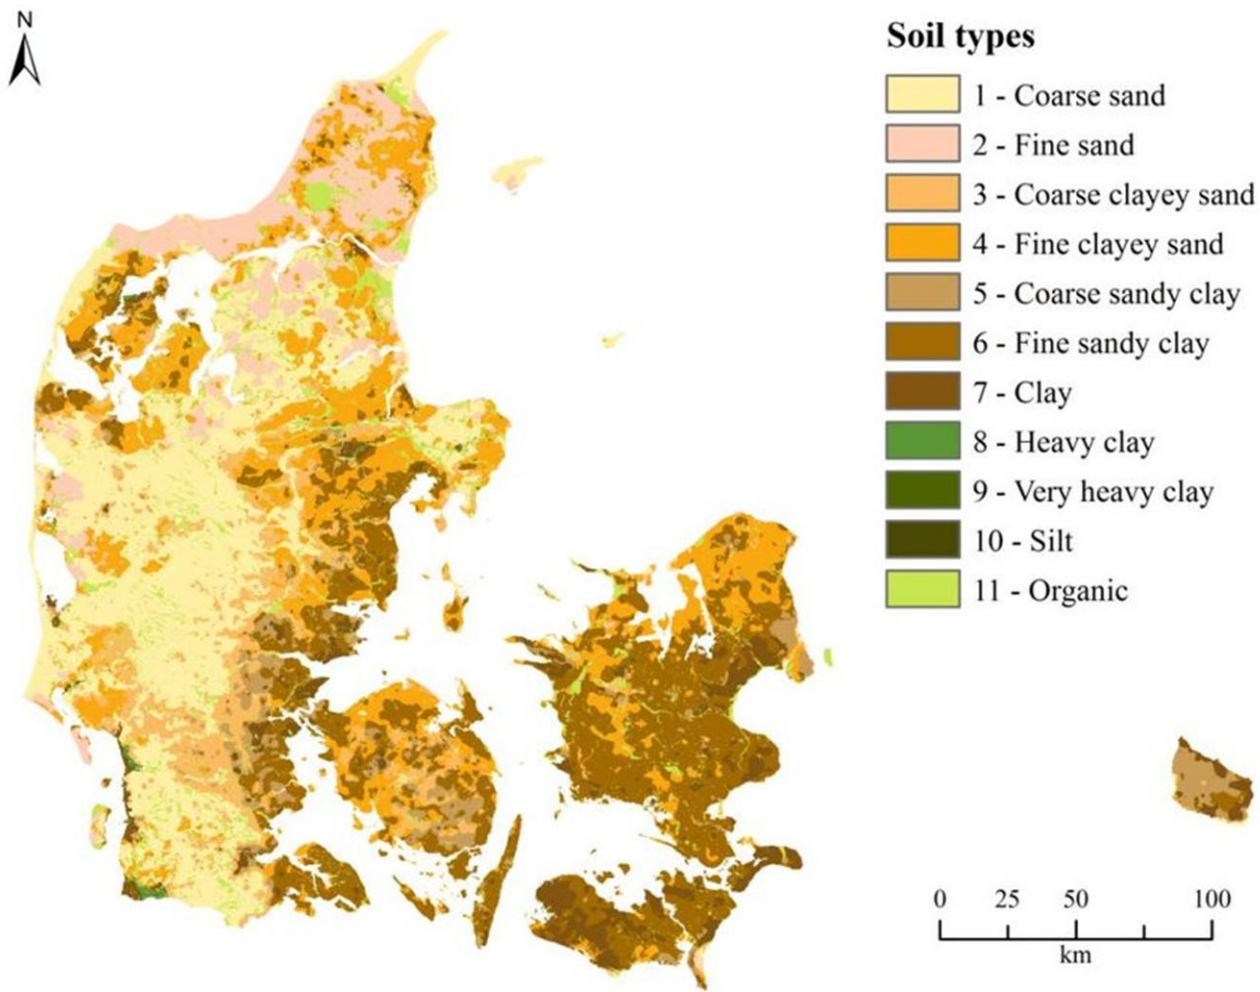 N
Soil types
1 - Coarse sand
2 - Fine sand
3 - Coarse clayey sand
4 - Fine clayey sand
5 - Coarse sandy clay
6 - Fine sandy clay
7 - Clay
8 - Heavy clay
9 - Very heavy clay
10 - Silt
11 - Organic
0 25 50 100
km